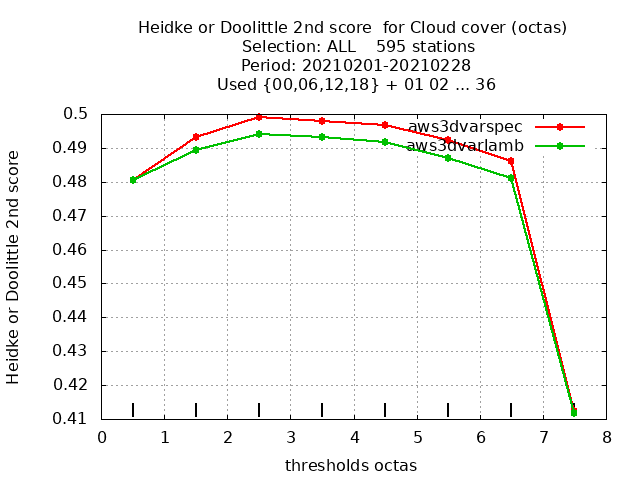 Heidke or Doolittle 2nd score  for Cloud cover (octas)
Selection: ALL    595 stations
Period: 20210201-20210228
Used {00,06,12,18} + 01 02 ... 36
aws3dvarspec
aws3dvarlamb
Heidke or Doolittle 2nd score
0.5
0.49
0.48
0.47
0.46
0.45
0.44
0.43
0.42
0.41
0 1 2 3 4 5 6 7 8
thresholds octas